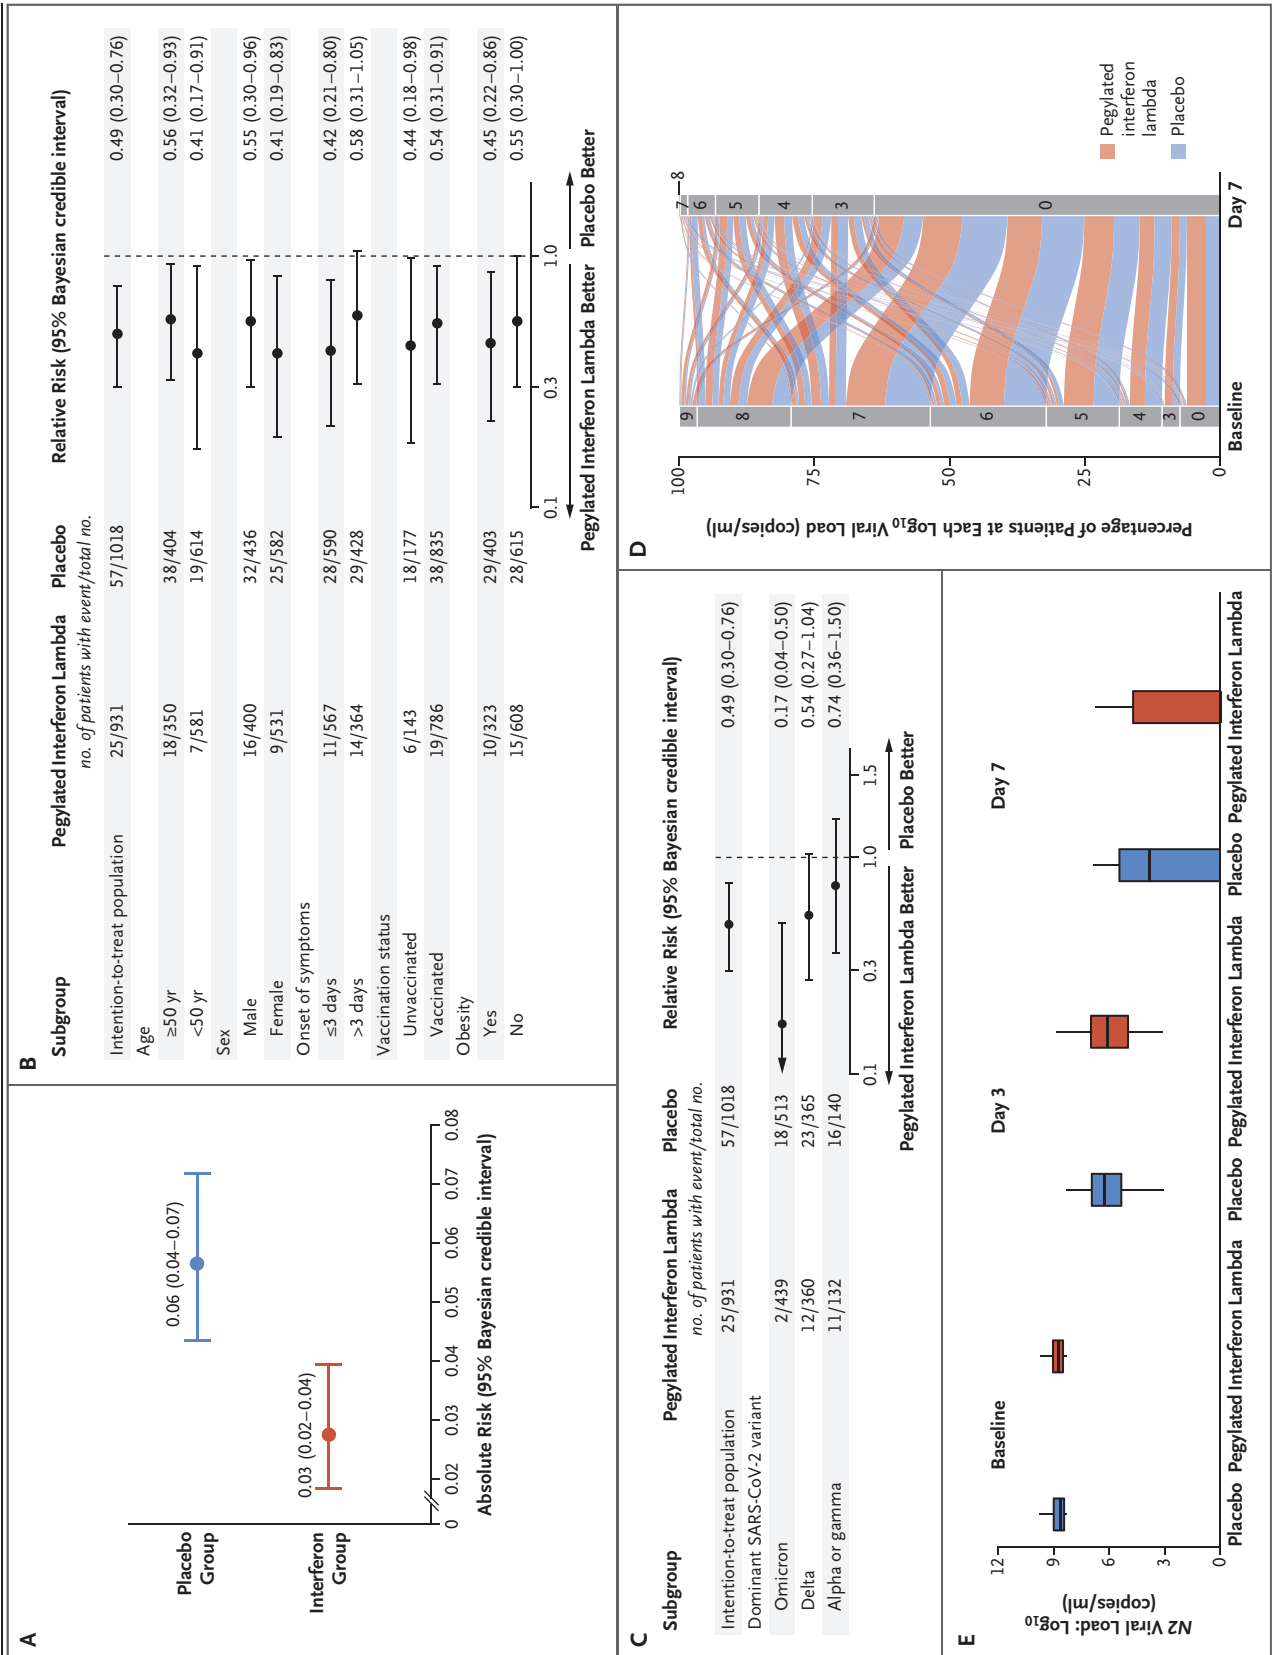 A
Placebo
Group
Interferon
Group
0.06 (0.04–0.07)
0.03 (0.02–0.04)
0 0.02 0.03 0.04 0.05 0.06 0.07 0.08
Absolute Risk (95% Bayesian credible interval)
B
Subgroup Pegylated Interferon Lambda Placebo Relative Risk (95% Bayesian credible interval)
no. of patients with event/total no.
Intention-to-treat population 25/931 57/1018 0.49 (0.30–0.76)
Age
≥50 yr 18/350 38/404 0.56 (0.32–0.93)
<50 yr 7/581 19/614 0.41 (0.17–0.91)
Sex
Male 16/400 32/436 0.55 (0.30–0.96)
Female 9/531 25/582 0.41 (0.19–0.83)
Onset of symptoms
≤3 days 11/567 28/590 0.42 (0.21–0.80)
>3 days 14/364 29/428 0.58 (0.31–1.05)
Vaccination status
Unvaccinated 6/143 18/177 0.44 (0.18–0.98)
Vaccinated 19/786 38/835 0.54 (0.31–0.91)
Obesity
Yes 10/323 29/403 0.45 (0.22–0.86)
No 15/608 28/615 0.55 (0.30–1.00)
0.1 0.3 1.0
Pegylated Interferon Lambda Better Placebo Better
C
Subgroup Pegylated Interferon Lambda Placebo Relative Risk (95% Bayesian credible interval)
no. of patients with event/total no.
Intention-to-treat population 25/931 57/1018 0.49 (0.30–0.76)
Dominant SARS-CoV-2 variant
Omicron 2/439 18/513 0.17 (0.04–0.50)
Delta 12/360 23/365 0.54 (0.27–1.04)
Alpha or gamma 11/132 16/140 0.74 (0.36–1.50)
0.1 0.3 1.0 1.5
Pegylated Interferon Lambda Better Placebo Better
D
Percentage of Patients at Each Log10 Viral Load (copies/ml)
100
75
50
25
0
9
8
7
6
5
4
3
0
8
7
6
5
4
3
0
Baseline Day 7
Pegylated
interferon
lambda
Placebo
E
N2 Viral Load: Log10
(copies/ml)
12
9
6
3
0
Baseline Day 3 Day 7
Placebo Pegylated Interferon Lambda Placebo Pegylated Interferon Lambda Placebo Pegylated Interferon Lambda